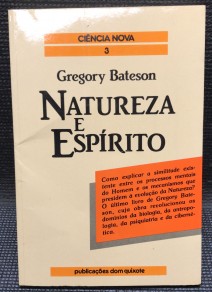 CIÊNCIA NOVA
3
Gregory Bateson
NATUREZA
E
ESPÍRITO
Como explicar a similitude exis-
tente entre os processos mentais
do Homem e os mecanismos que
presidem à evolução da Natureza?
O último livro de Gregory Bate-
son, cuja obra revolucionou os
domínios da biologia, da antropo-
logia, da psiquiatria e da ciberné-
tica.
publicações dom quixote